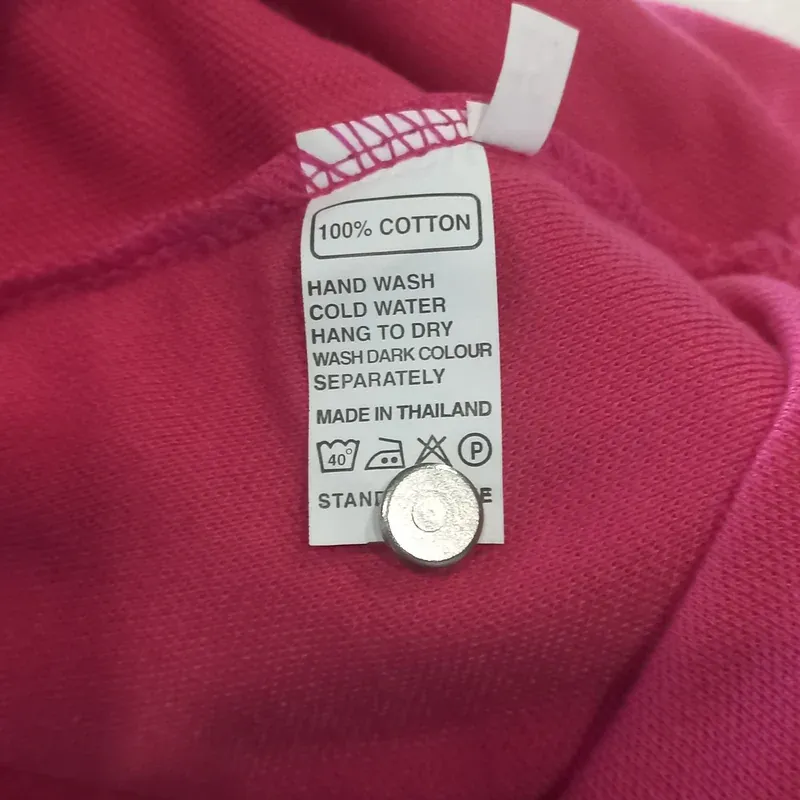 100% COTTON
HAND WASH
COLD WATER
HANG TO DRY
WASH DARK COLOUR
SEPARATELY
MADE IN THAILAND
40° P